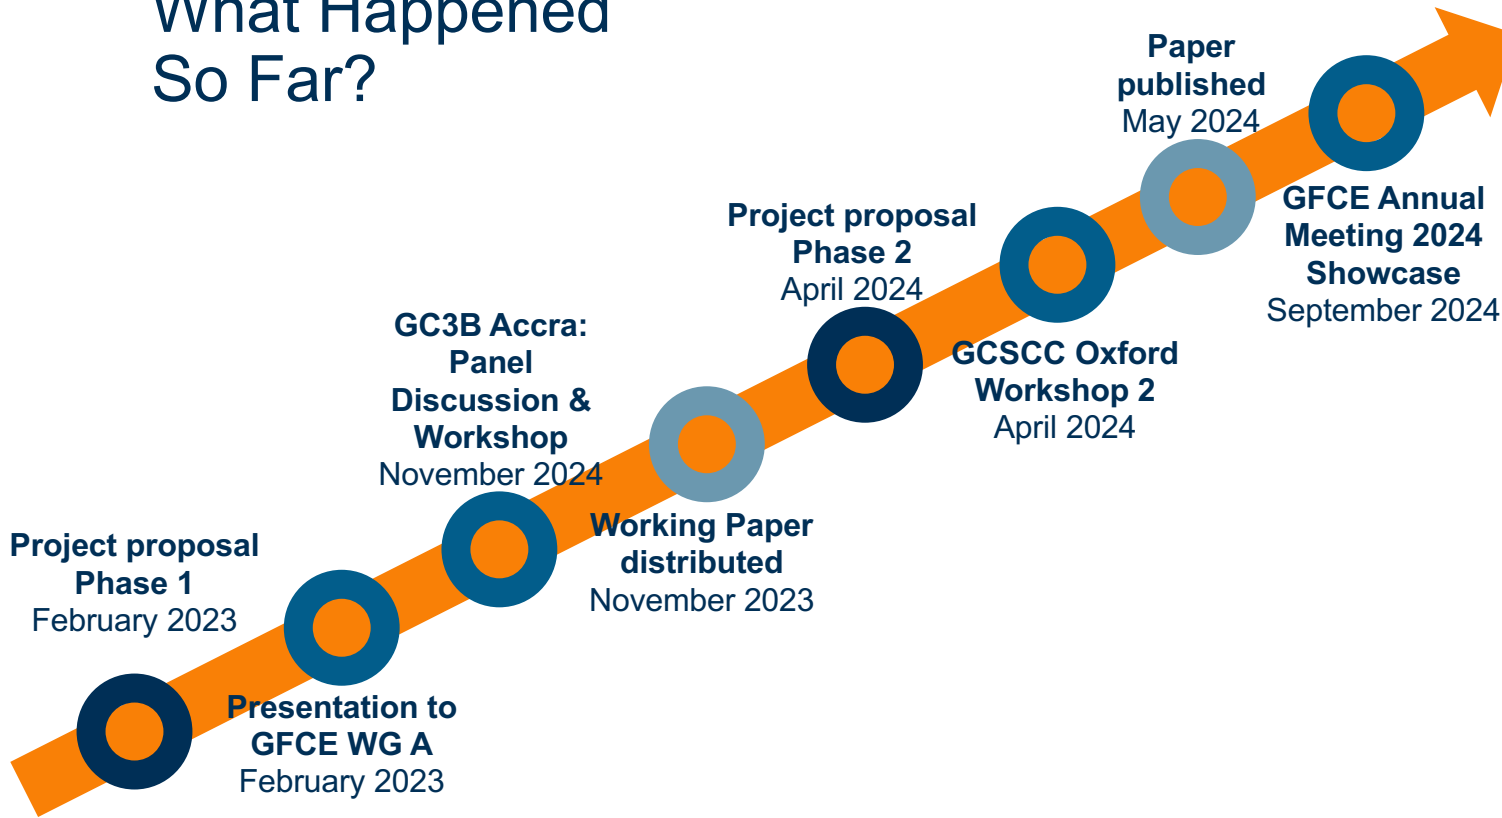 What Happened
So Far?
Project proposal
Phase 1
February 2023
Presentation to
GFCE WG A
February 2023
GC3B Accra:
Panel
Discussion &
Workshop
November 2024
Working Paper
distributed
November 2023
Project proposal
Phase 2
April 2024
GCSCC Oxford
Workshop 2
April 2024
Paper
published
May 2024
GFCE Annual
Meeting 2024
Showcase
September 2024